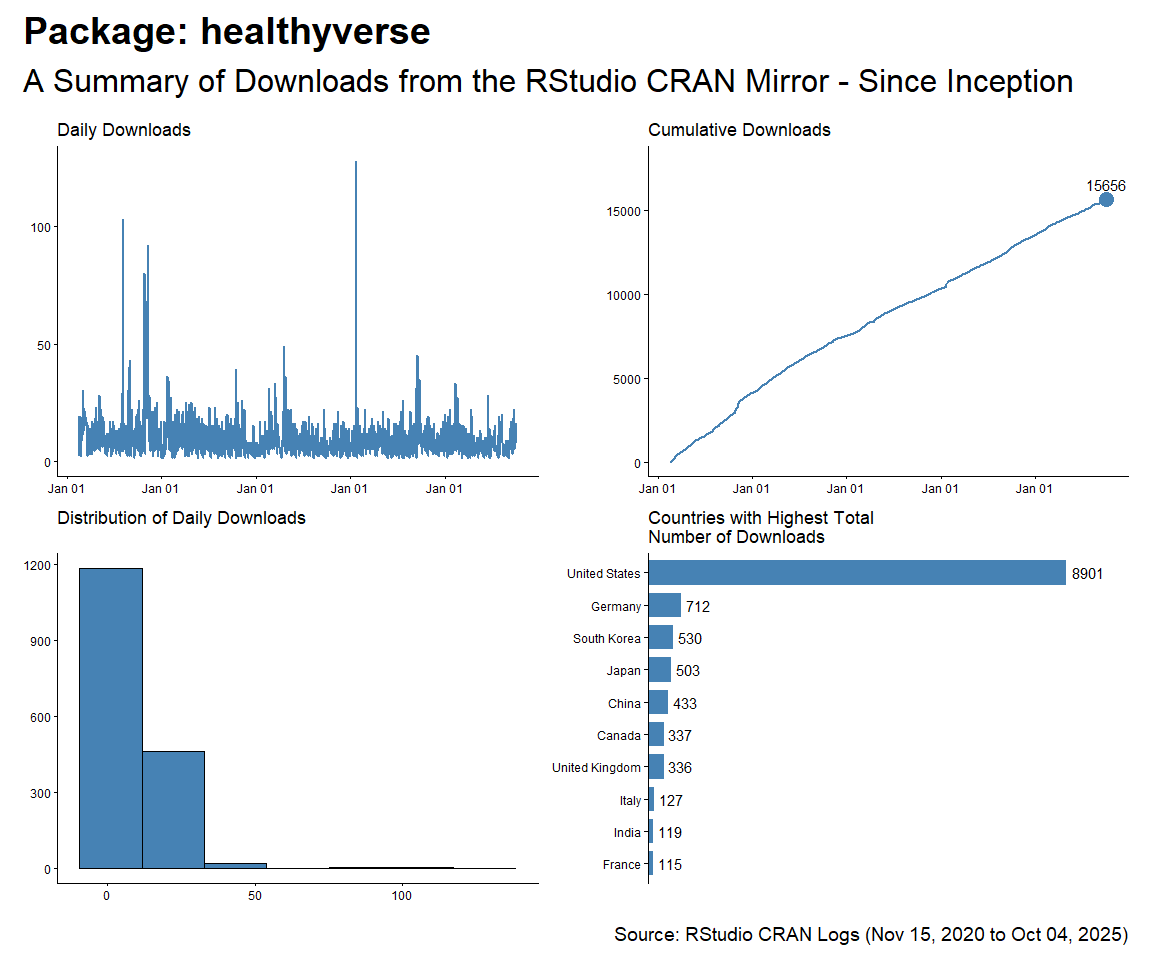 Package: healthyverse
A Summary of Downloads from the RStudio CRAN Mirror - Since Inception
Daily Downloads
100
50
0
Jan 01 Jan 01 Jan 01 Jan 01 Jan 01
Cumulative Downloads
15656
15000
10000
5000
0
Jan 01 Jan 01 Jan 01 Jan 01 Jan 01
Distribution of Daily Downloads
1200
900
600
300
0
0 50 100
Countries with Highest Total
Number of Downloads
United States 8901
Germany 712
South Korea 530
Japan 503
China 433
Canada 337
United Kingdom 336
Italy 127
India 119
France 115
Source: RStudio CRAN Logs (Nov 15, 2020 to Oct 04, 2025)